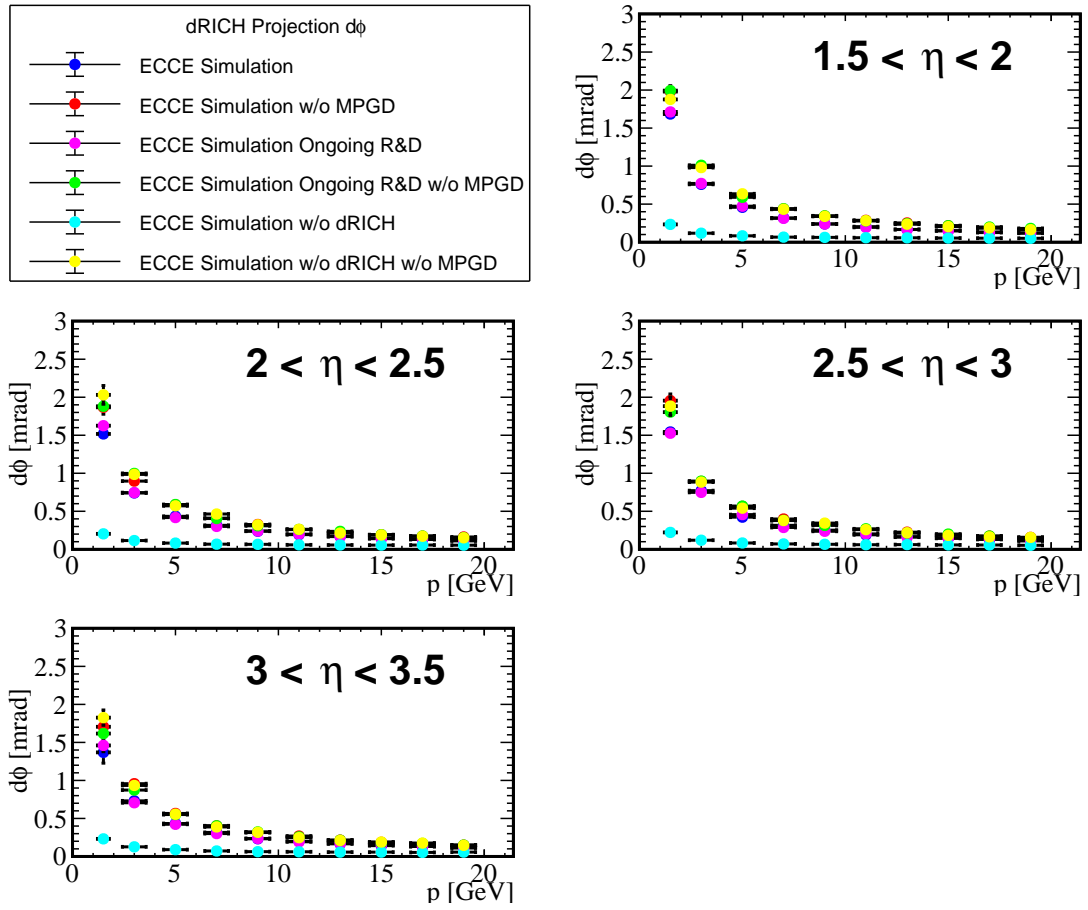 dRICH Projection dϕ
ECCE Simulation
ECCE Simulation w/o MPGD
ECCE Simulation Ongoing R&D
ECCE Simulation Ongoing R&D w/o MPGD
ECCE Simulation w/o dRICH
ECCE Simulation w/o dRICH w/o MPGD
1.5 < η < 2
dϕ [mrad]
3
2.5
2
1.5
1
0.5
0
0 5 10 15 20
p [GeV]
2 < η < 2.5
dϕ [mrad]
3
2.5
2
1.5
1
0.5
0
0 5 10 15 20
p [GeV]
2.5 < η < 3
dϕ [mrad]
3
2.5
2
1.5
1
0.5
0
0 5 10 15 20
p [GeV]
3 < η < 3.5
dϕ [mrad]
3
2.5
2
1.5
1
0.5
0
0 5 10 15 20
p [GeV]